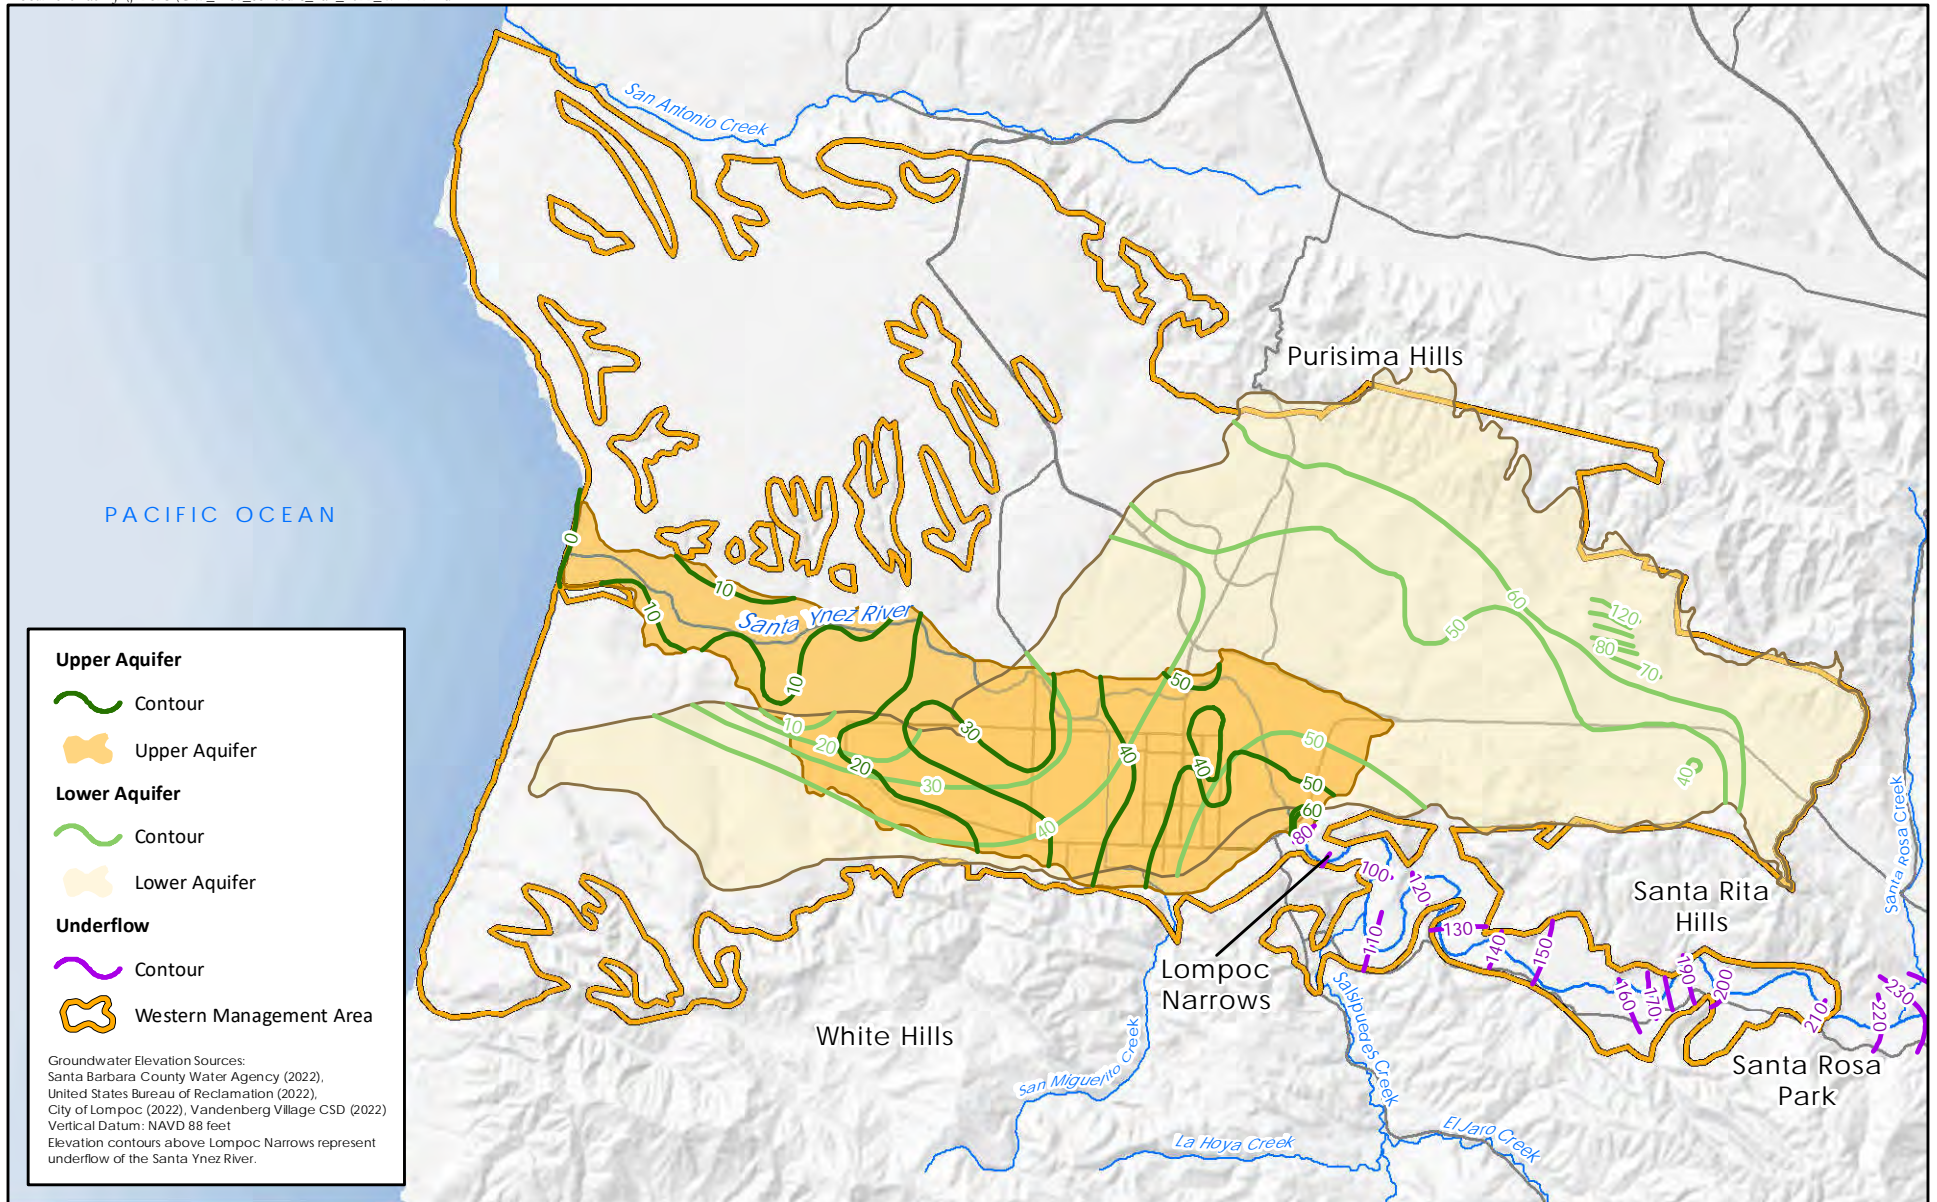 San Antonio Creek
Purisima Hills
PACIFIC OCEAN
0
10
10
Santa Ynez River
10
10
20
20
30
30
40
40
40
50
50
50
50
60
60
50
120
80
70
40
80
100
120
110
130
140
150
160
170
190
200
210
220
230
Santa Rosa Creek
Santa Rita
Hills
Lompoc
Narrows
Santa Rosa
Park
White Hills
San Miguelito Creek
Salsipuedes Creek
La Hoya Creek
El Jaro Creek
Upper Aquifer
Contour
Upper Aquifer
Lower Aquifer
Contour
Lower Aquifer
Underflow
Contour
Western Management Area
Groundwater Elevation Sources:
Santa Barbara County Water Agency (2022),
United States Bureau of Reclamation (2022),
City of Lompoc (2022), Vandenberg Village CSD (2022)
Vertical Datum: NAVD 88 feet
Elevation contours above Lompoc Narrows represent
underflow of the Santa Ynez River.